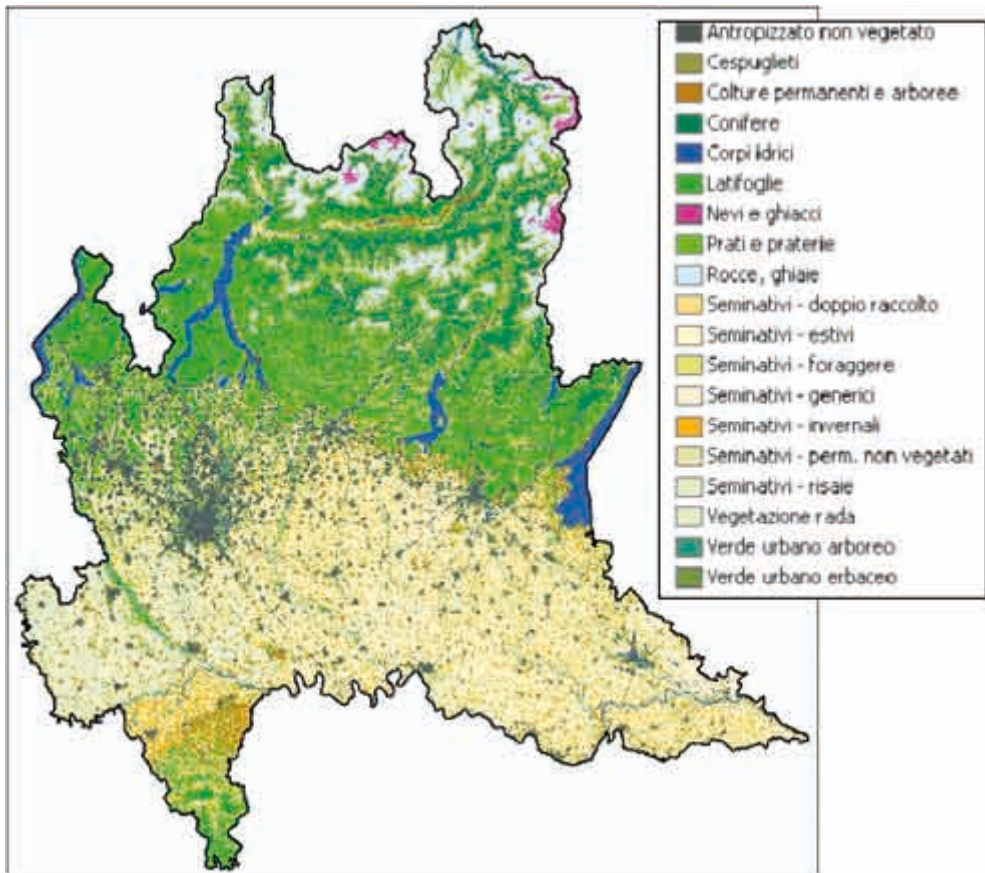 Antropizzato non vegetato
Cespuglieti
Colture permanenti e arboree
Conifere
Corpi idrici
Latifoglie
Nevi e ghiacci
Prati e praterie
Rocce, ghiaie
Seminativi - doppio raccolto
Seminativi - estivi
Seminativi - foraggere
Seminativi - generici
Seminativi - invernali
Seminativi - perm. non vegetati
Seminativi - risaie
Vegetazione rada
Verde urbano arboreo
Verde urbano erbaceo